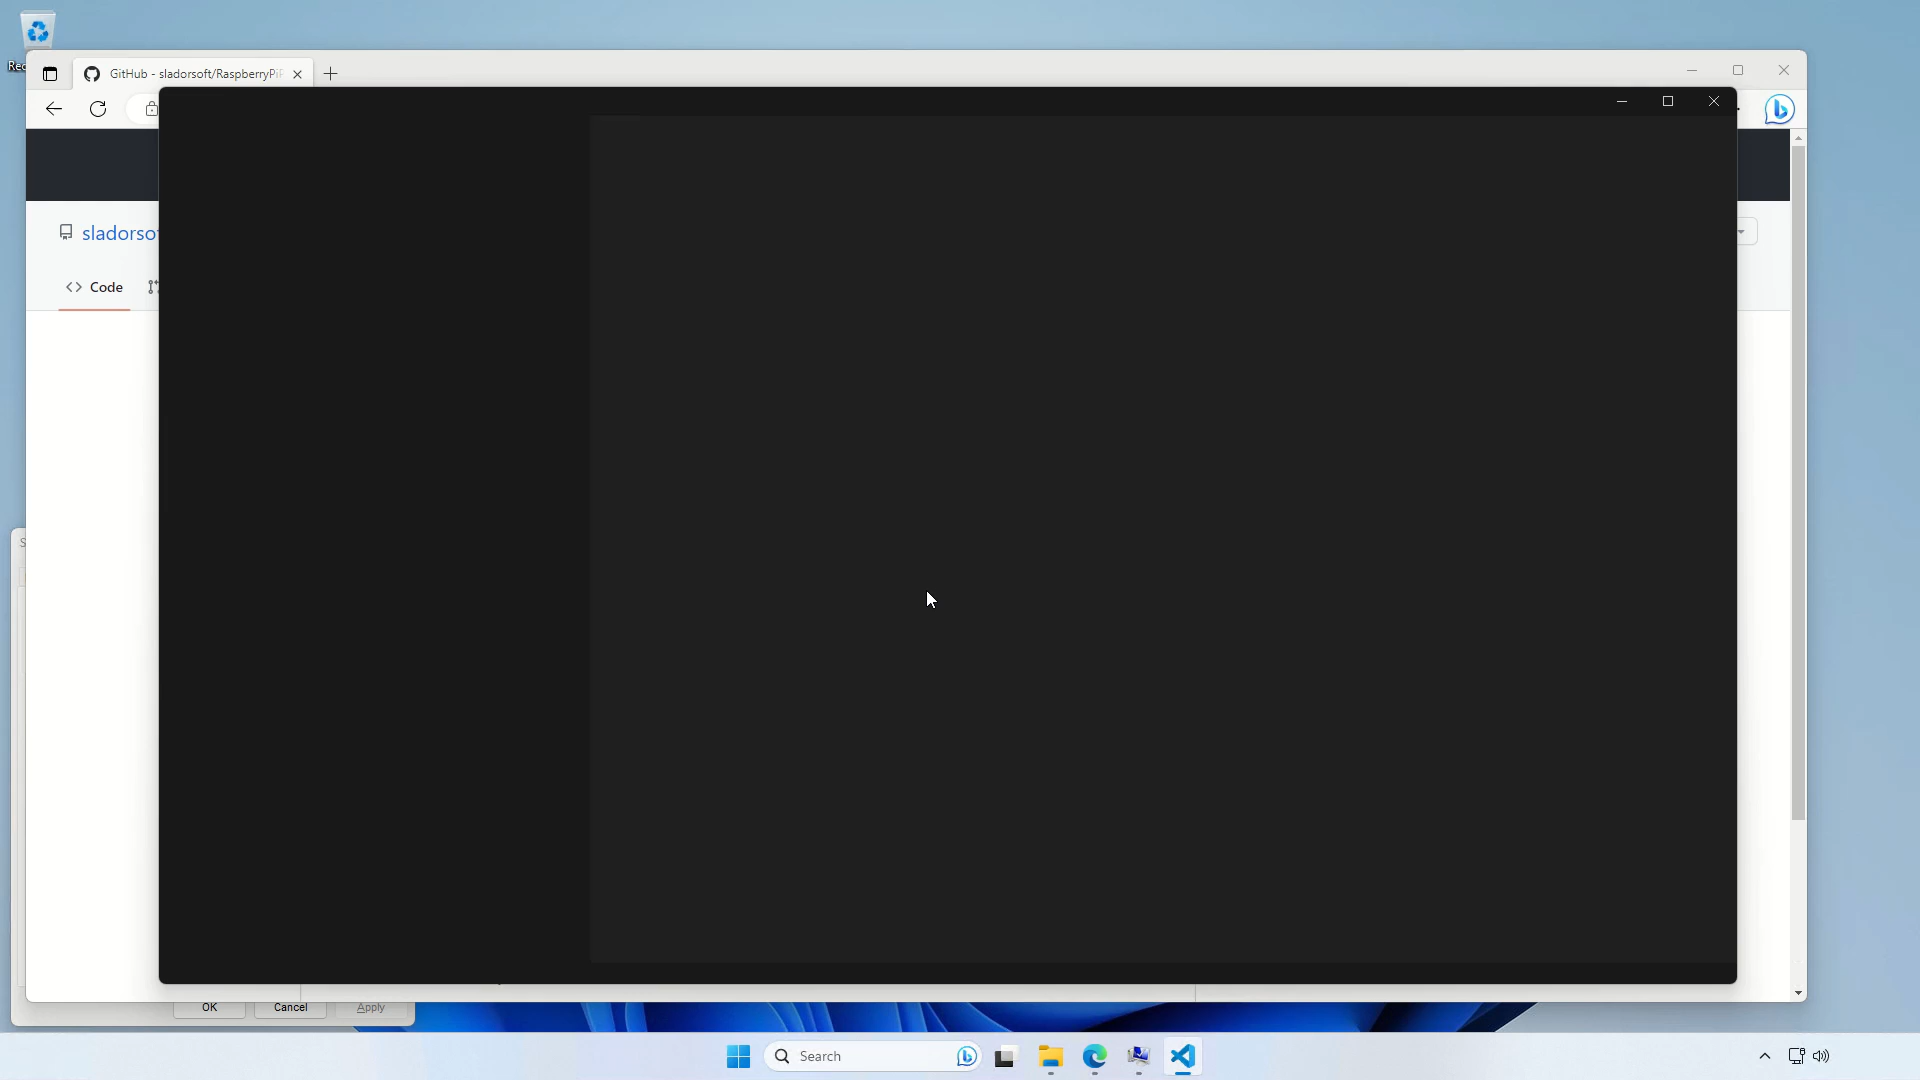 GitHub - sladorsoft/RaspberryPi
sladorso
Code
OK
Cancel
Apply
Search